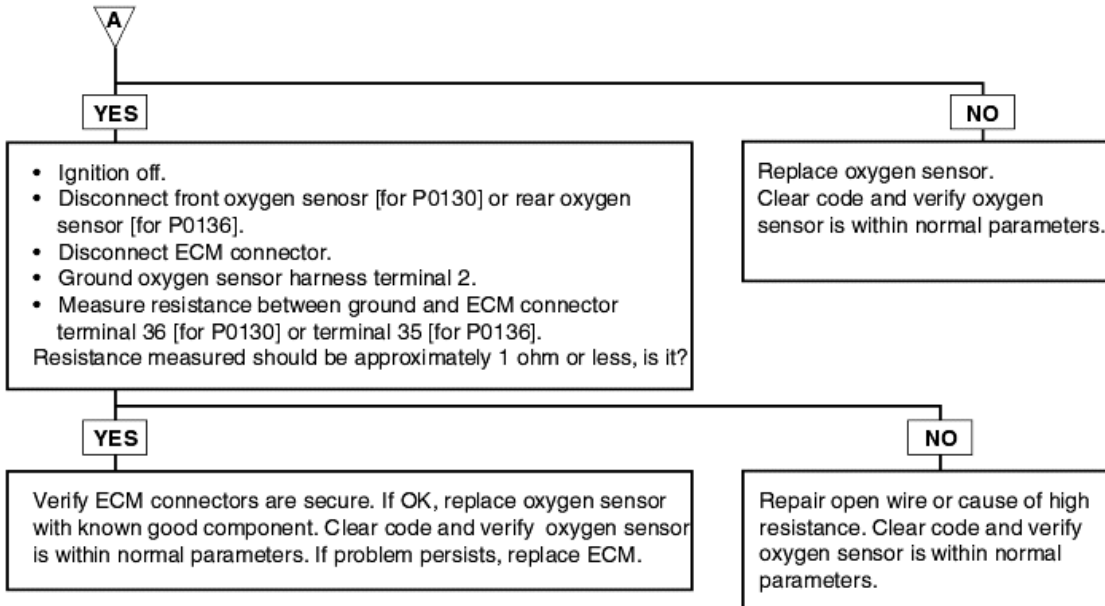 A
YES
NO
• Ignition off.
• Disconnect front oxygen senosr [for P0130] or rear oxygen
sensor [for P0136].
• Disconnect ECM connector.
• Ground oxygen sensor harness terminal 2.
• Measure resistance between ground and ECM connector
terminal 36 [for P0130] or terminal 35 [for P0136].
Resistance measured should be approximately 1 ohm or less, is it?
Replace oxygen sensor.
Clear code and verify oxygen
sensor is within normal parameters.
YES
NO
Verify ECM connectors are secure. If OK, replace oxygen sensor
with known good component. Clear code and verify oxygen sensor
is within normal parameters. If problem persists, replace ECM.
Repair open wire or cause of high
resistance. Clear code and verify
oxygen sensor is within normal
parameters.